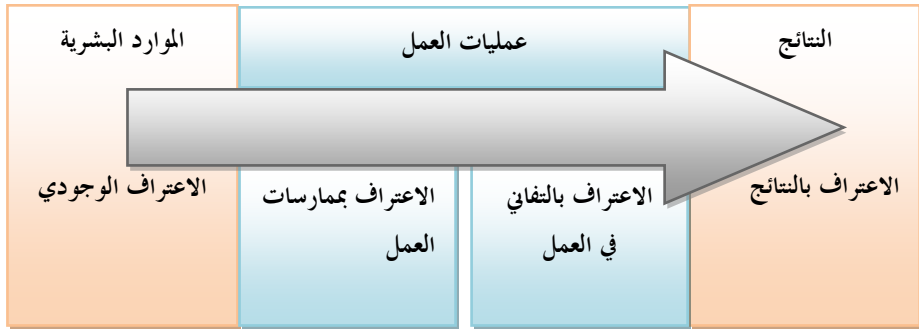 الموارد البشرية
عمليات العمل
النتائج
الاعتراف الوجودي
الاعتراف بممارسات
العمل
الاعتراف بالتفاني
في العمل
الاعتراف بالنتائج